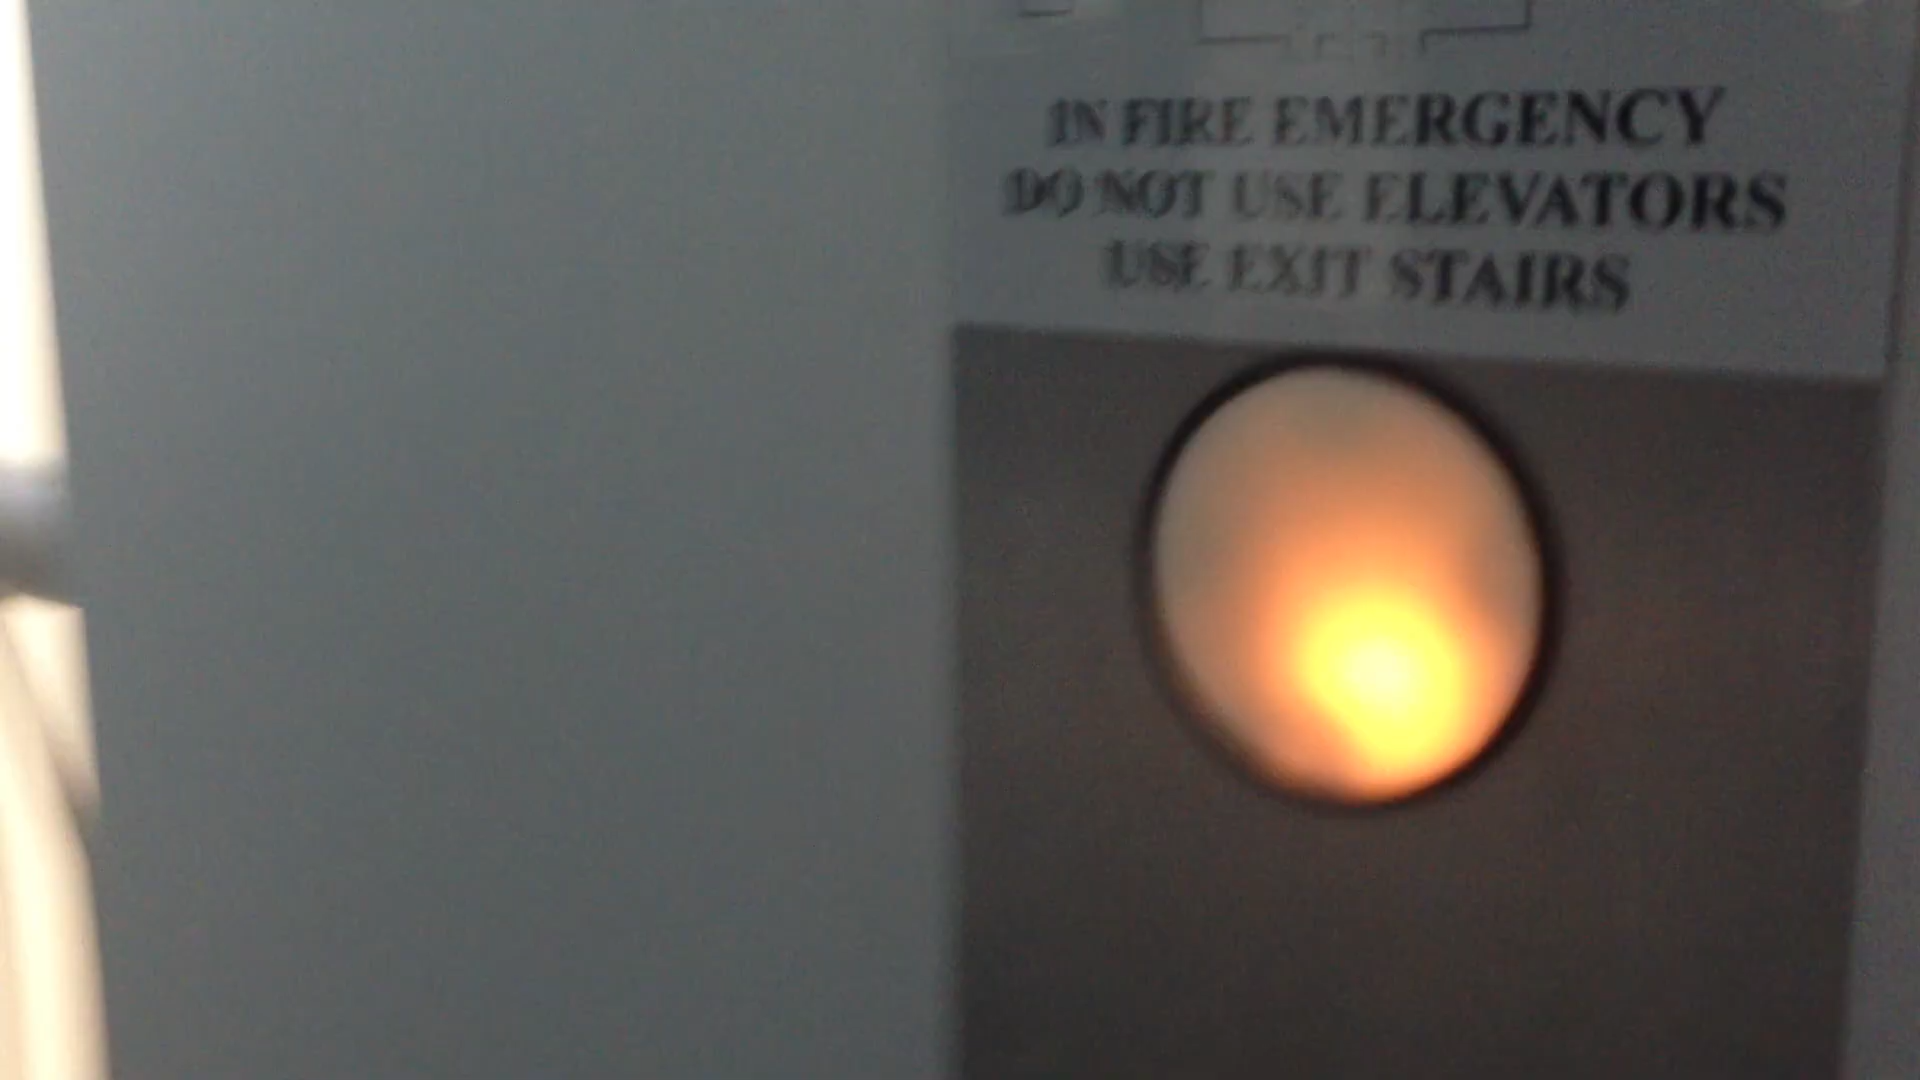 IN FIRE EMERGENCY
DO NOT USE ELEVATORS
USE EXIT STAIRS